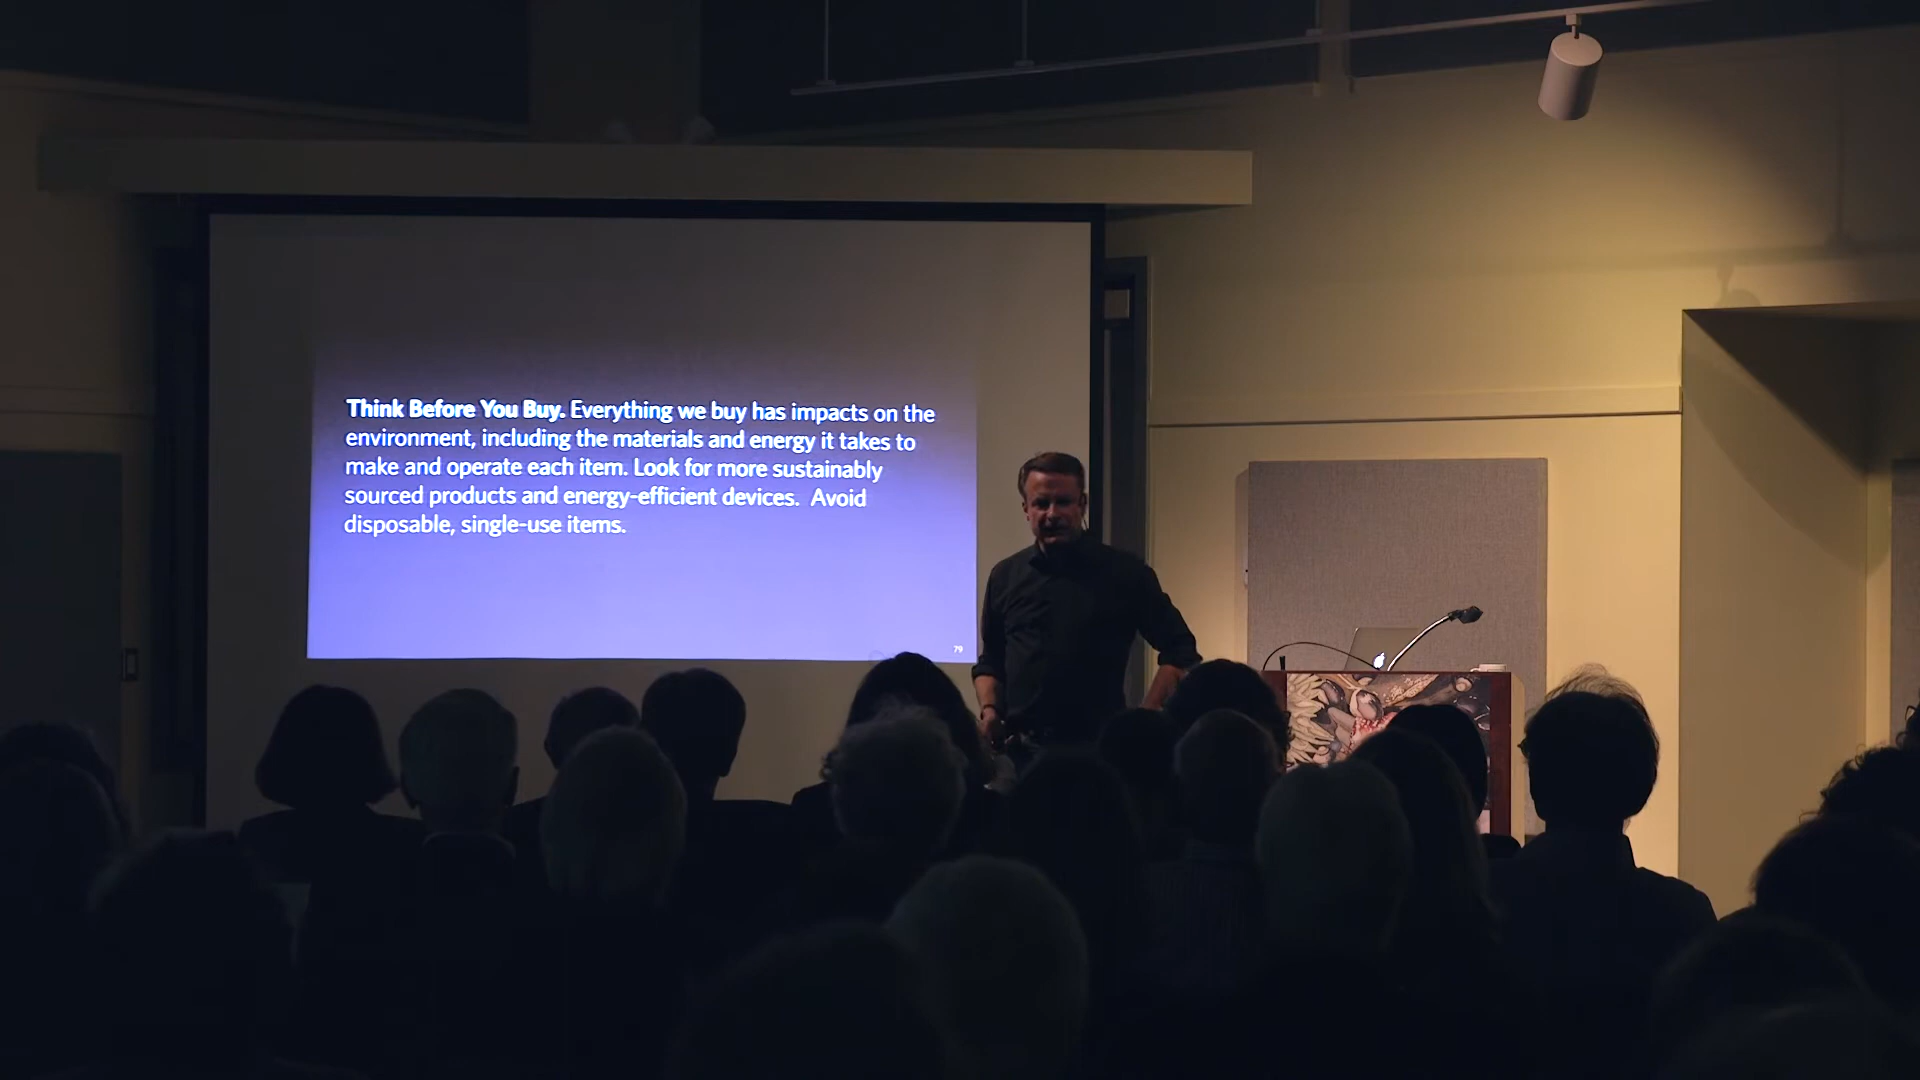 Think Before You Buy. Everything we buy has impacts on the
environment, including the materials and energy it takes to
make and operate each item. Look for more sustainably
sourced products and energy-efficient devices.  Avoid
disposable, single-use items.
79